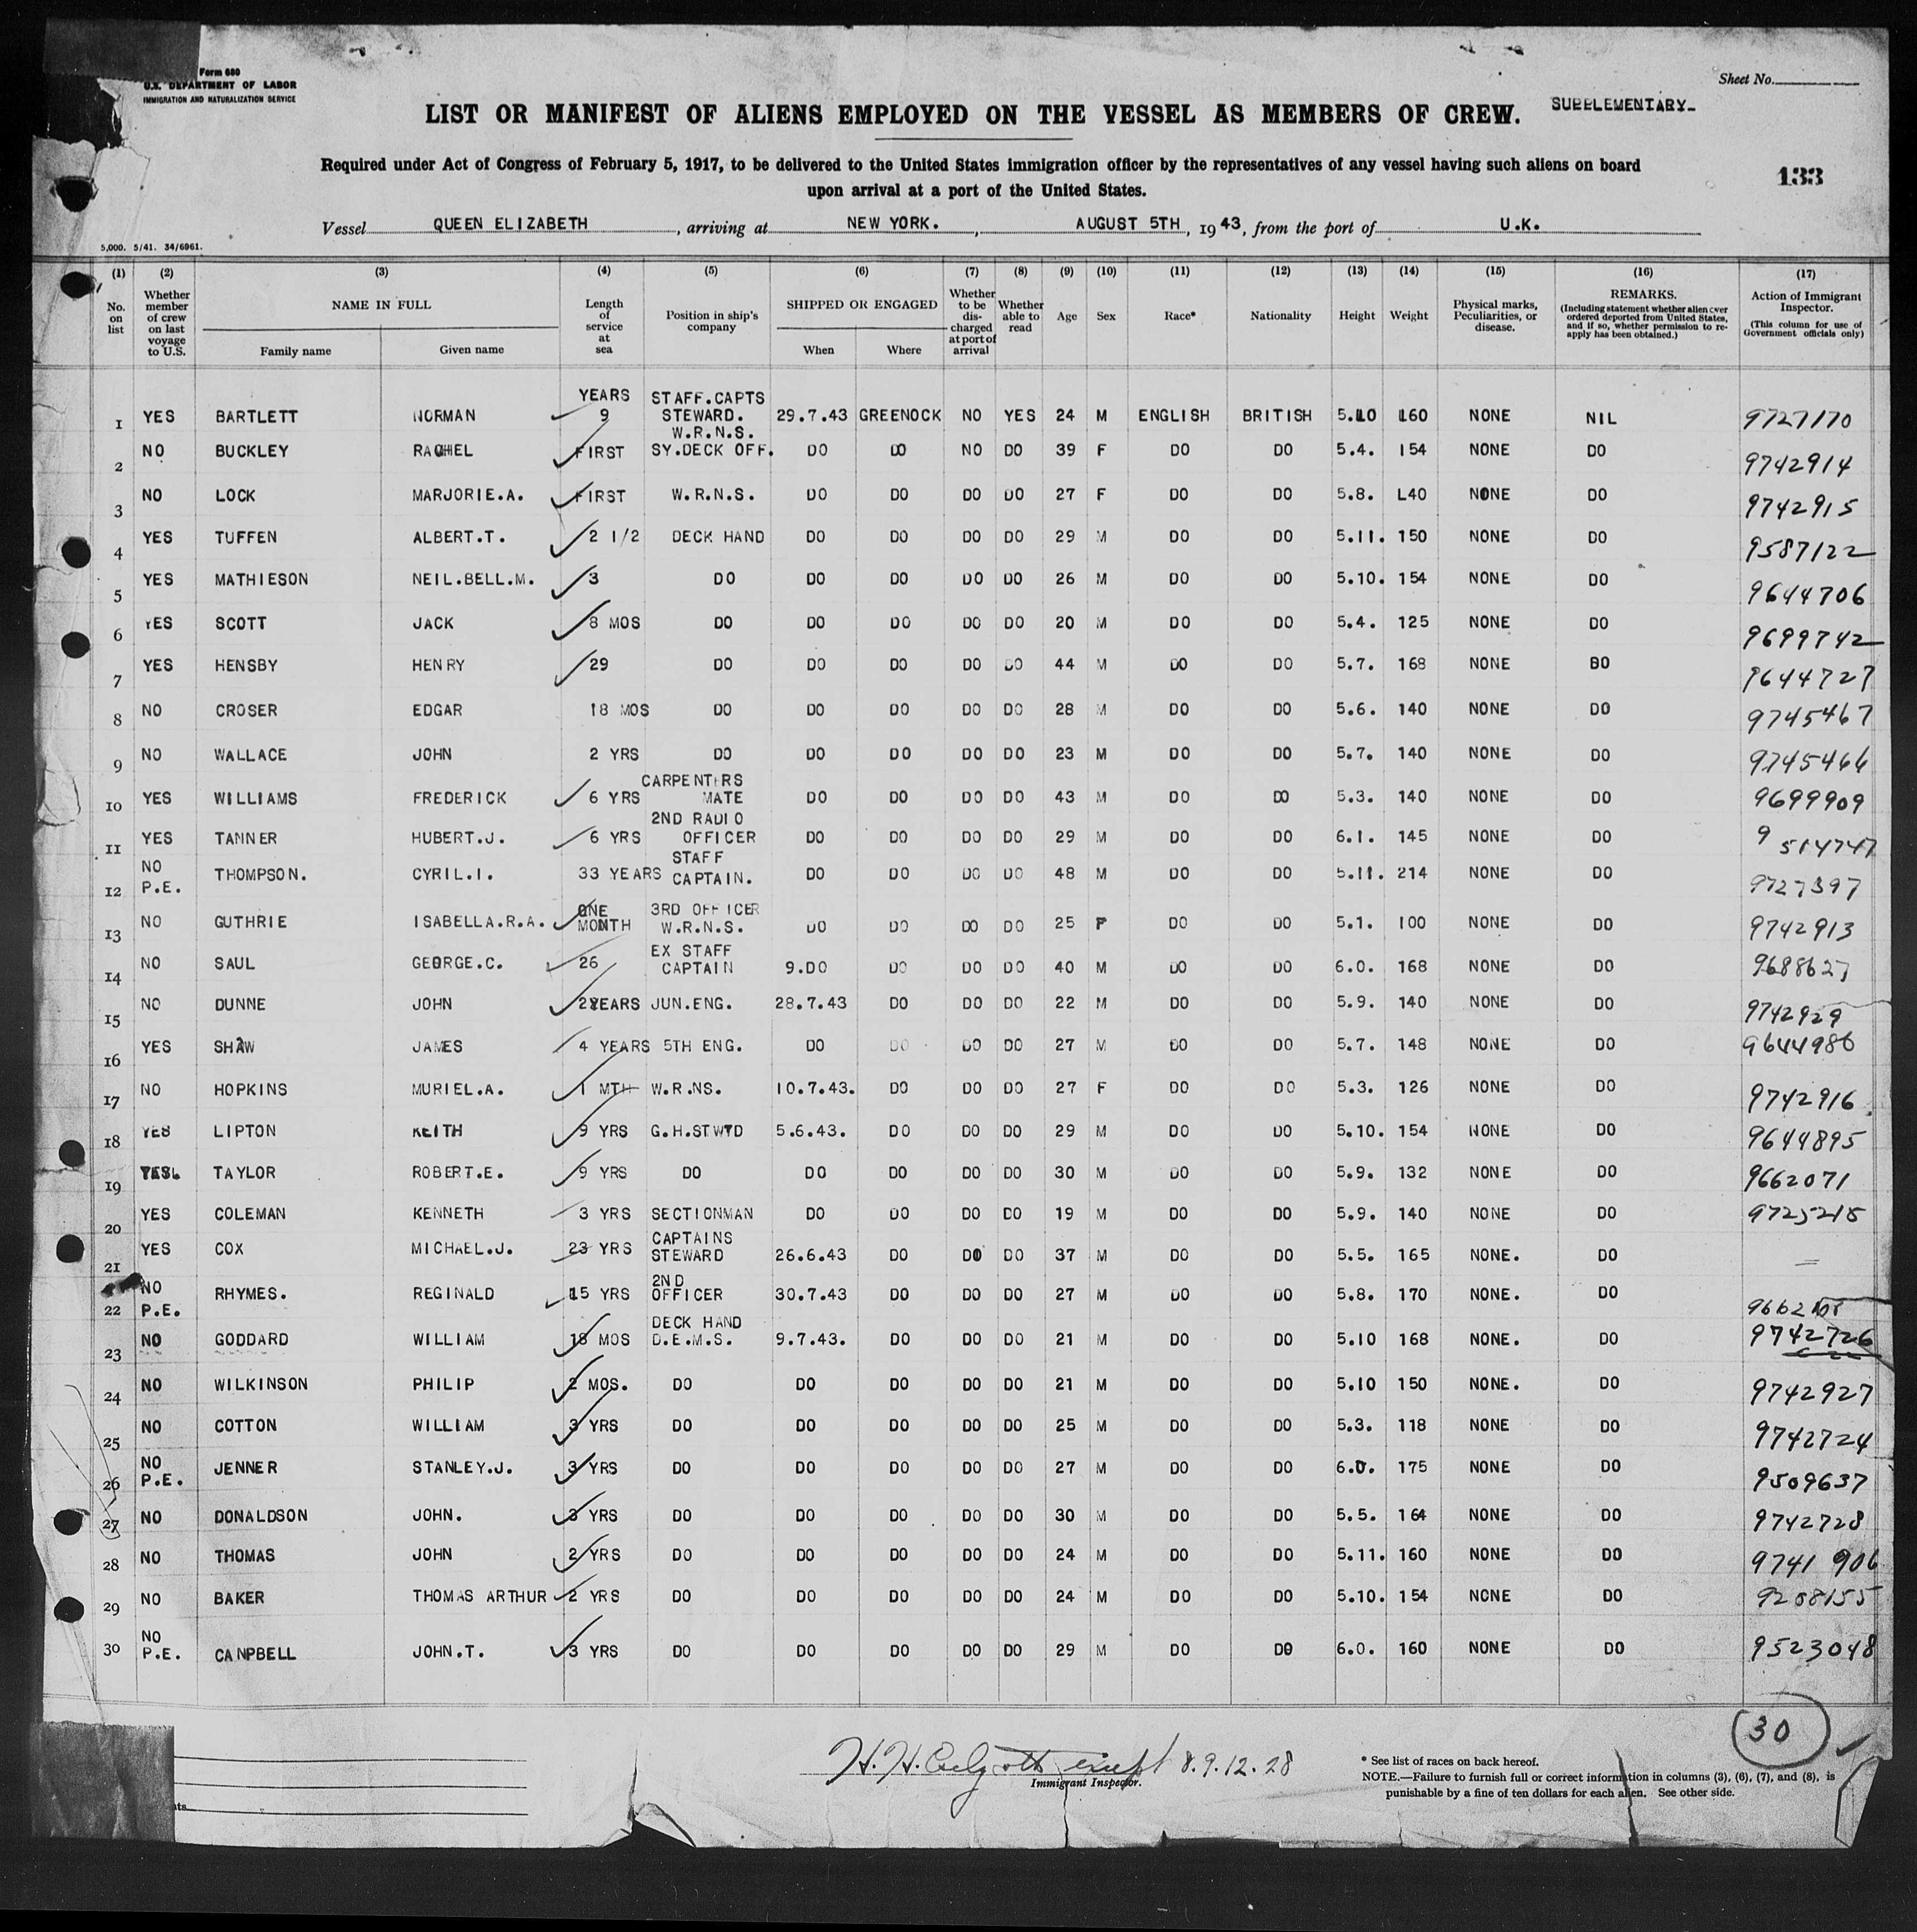 Form 680
U.S. DEPARTMENT OF LABOR
IMMIGRATION AND NATURALIZATION SERVICE
Sheet No.
LIST OR MANIFEST OF ALIENS EMPLOYED ON THE VESSEL AS MEMBERS OF CREW. SUPPLEMENTARY-
Required under Act of Congress of February 5, 1917, to be delivered to the United States immigration officer by the representatives of any vessel having such aliens on board
upon arrival at a port of the United States.
133
Vessel QUEEN ELIZABETH, arriving at NEW YORK., AUGUST 5TH, 1943, from the port of U.K.
5,000. 5/41. 34/6961.
(1) (2) (3) (4) (5) (6) (7) (8) (9) (10) (11) (12) (13) (14) (15) (16) (17)
No. on list Whether member of crew on last voyage to U.S. NAME IN FULL Family name Given name Length of service at sea Position in ship's company SHIPPED OR ENGAGED When Where Whether to be discharged at port of arrival Whether able to read Age Sex Race* Nationality Height Weight Physical marks, Peculiarities, or disease. REMARKS. (Including statement whether alien ever ordered deported from United States, and if so, whether permission to re-apply has been obtained.) Action of Immigrant Inspector. (This column for use of Government officials only)
1 YES BARTLETT NORMAN YEARS 9 STAFF.CAPTS STEWARD. 29.7.43 GREENOCK NO YES 24 M ENGLISH BRITISH 5.10 160 NONE NIL 9727170
2 NO BUCKLEY RACHEL FIRST W.R.N.S. SY.DECK OFF. DO DO NO DO 39 F DO DO 5.4. 154 NONE DO 9742914
3 NO LOCK MARJORIE.A. FIRST W.R.N.S. DO DO DO DO 27 F DO DO 5.8. L40 NONE DO 9742915
4 YES TUFFEN ALBERT.T. 2 1/2 DECK HAND DO DO DO DO 29 M DO DO 5.11. 150 NONE DO 9587122
5 YES MATHIESON NEIL.BELL.M. 3 DO DO DO DO DO 26 M DO DO 5.10. 154 NONE DO 9644706
6 YES SCOTT JACK 8 MOS DO DO DO DO DO 20 M DO DO 5.4. 125 NONE DO 9699742
7 YES HENSBY HENRY 29 DO DO DO DO DO 44 M DO DO 5.7. 168 NONE BO 9644727
8 NO CROSER EDGAR 18 MOS DO DO DO DO DO 28 M DO DO 5.6. 140 NONE DO 9745467
9 NO WALLACE JOHN 2 YRS DO DO DO DO DO 23 M DO DO 5.7. 140 NONE DO 9745466
10 YES WILLIAMS FREDERICK 6 YRS CARPENTERS MATE DO DO DO DO 43 M DO DO 5.3. 140 NONE DO 9699909
11 YES TANNER HUBERT.J. 6 YRS 2ND RADIO OFFICER DO DO DO DO 29 M DO DO 6.1. 145 NONE DO 9 514747
12 NO P.E. THOMPSON. CYRIL.I. 33 YEARS STAFF CAPTAIN. DO DO DO DO 48 M DO DO 5.11. 214 NONE DO 9727397
13 NO GUTHRIE ISABELLA.R.A. ONE MONTH 3RD OFFICER W.R.N.S. DO DO DO DO 25 F DO DO 5.1. 100 NONE DO 9742913
14 NO SAUL GEORGE.C. 26 EX STAFF CAPTAIN 9.DO DO DO DO 40 M DO DO 6.0. 168 NONE DO 9688627
15 NO DUNNE JOHN 2YEARS JUN.ENG. 28.7.43 DO DO DO 22 M DO DO 5.9. 140 NONE DO 9742929
16 YES SHAW JAMES 4 YEARS 5TH ENG. DO DO DO DO 27 M DO DO 5.7. 148 NONE DO 9644986
17 NO HOPKINS MURIEL.A. 1 MTH W.R.NS. 10.7.43. DO DO DO 27 F DO DO 5.3. 126 NONE DO 9742916
18 YES LIPTON KEITH 9 YRS G.H.STWTD 5.6.43. DO DO DO 29 M DO DO 5.10. 154 NONE DO 9644895
19 YES TAYLOR ROBERT.E. 9 YRS DO DO DO DO DO 30 M DO DO 5.9. 132 NONE DO 9662071
20 YES COLEMAN KENNETH 3 YRS SECTIONMAN DO DO DO DO 19 M DO DO 5.9. 140 NONE DO 9725215
21 YES COX MICHAEL.J. 23 YRS CAPTAINS STEWARD 26.6.43 DO DO DO 37 M DO DO 5.5. 165 NONE. DO
22 NO P.E. RHYMES. REGINALD 15 YRS 2ND OFFICER 30.7.43 DO DO DO 27 M DO DO 5.8. 170 NONE. DO
23 NO GODDARD WILLIAM 18 MOS DECK HAND D.E.M.S. 9.7.43. DO DO DO 21 M DO DO 5.10 168 NONE. DO 9742726
24 NO WILKINSON PHILIP 2 MOS. DO DO DO DO DO 21 M DO DO 5.10 150 NONE. DO 9742927
25 NO COTTON WILLIAM 3 YRS DO DO DO DO DO 25 M DO DO 5.3. 118 NONE DO 9742724
26 NO P.E. JENNER STANLEY.J. 3 YRS DO DO DO DO DO 27 M DO DO 6.0. 175 NONE DO 9509637
27 NO DONALDSON JOHN. 3 YRS DO DO DO DO DO 30 M DO DO 5.5. 164 NONE DO 9742728
28 NO THOMAS JOHN 2 YRS DO DO DO DO DO 24 M DO DO 5.11. 160 NONE DO 9741 906
29 NO BAKER THOMAS ARTHUR 2 YRS DO DO DO DO DO 24 M DO DO 5.10. 154 NONE DO 9208155
30 NO P.E. CANPBELL JOHN.T. 3 YRS DO DO DO DO DO 29 M DO DO 6.0. 160 NONE DO 9523048
30
H.H. except 8.9.12.28
Immigrant Inspector.
* See list of races on back hereof.
NOTE.—Failure to furnish full or correct information in columns (3), (6), (7), and (8), is
punishable by a fine of ten dollars for each alien. See other side.